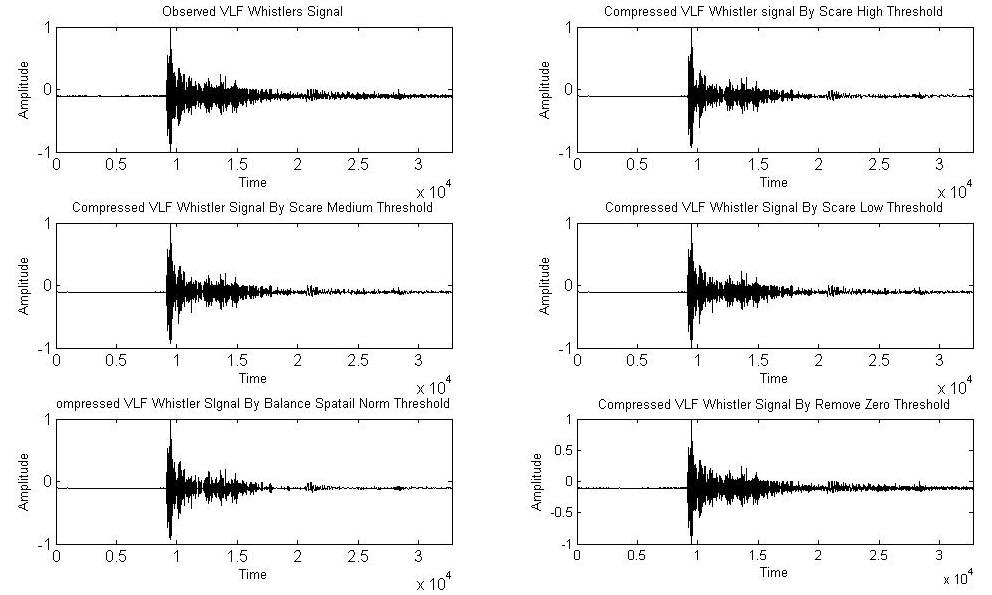 Observed VLF Whistlers Signal
1
0
-1
Amplitude
0 0.5 1 1.5 2 2.5 3
Time
x 10^4
Compressed VLF Whistler signal By Scare High Threshold
1
0
-1
Amplitude
0 0.5 1 1.5 2 2.5 3
Time
x 10^4
Compressed VLF Whistler Signal By Scare Medium Threshold
1
0
-1
Amplitude
0 0.5 1 1.5 2 2.5 3
Time
x 10^4
Compressed VLF Whistler Signal By Scare Low Threshold
1
0
-1
Amplitude
0 0.5 1 1.5 2 2.5 3
Time
x 10^4
ompressed VLF Whistler SIgnal By Balance Spatail Norm Threshold
1
0
-1
Amplitude
0 0.5 1 1.5 2 2.5 3
Time
x 10^4
Compressed VLF Whistler Signal By Remove Zero Threshold
1
0.5
0
-0.5
-1
Amplitude
0 0.5 1 1.5 2 2.5 3
Time
x 10^4